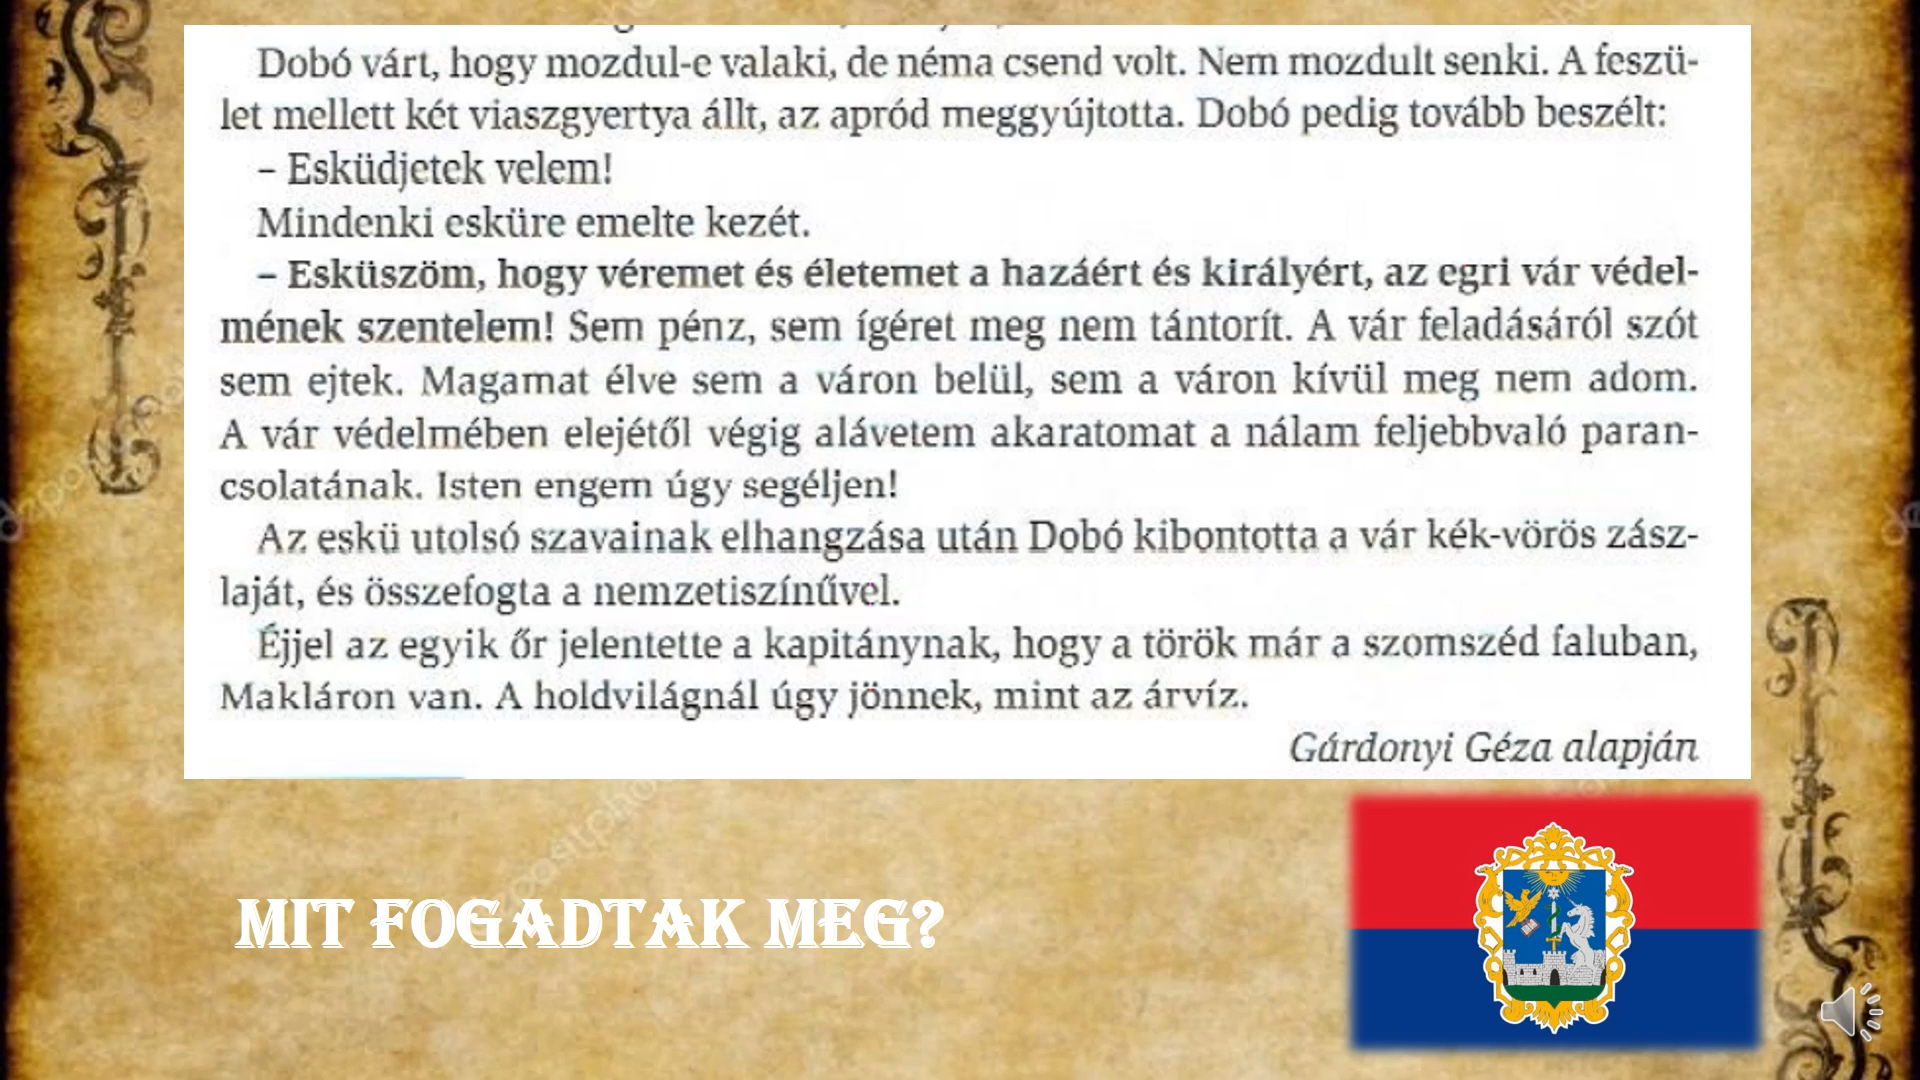 Dobó várt, hogy mozdul-e valaki, de néma csend volt. Nem mozdult senki. A feszü-
let mellett két viaszgyertya állt, az apród meggyújtotta. Dobó pedig tovább beszélt:
– Esküdjetek velem!
Mindenki esküre emelte kezét.
– Esküszöm, hogy véremet és életemet a hazáért és királyért, az egri vár védel-
mének szentelem! Sem pénz, sem ígéret meg nem tántorít. A vár feladásáról szót
sem ejtek. Magamat élve sem a váron belül, sem a váron kívül meg nem adom.
A vár védelmében elejétől végig alávetem akaratomat a nálam feljebbvaló paran-
csolatának. Isten engem úgy segéljen!
Az eskü utolsó szavainak elhangzása után Dobó kibontotta a vár kék-vörös zász-
laját, és összefogta a nemzetiszínűvel.
Éjjel az egyik őr jelentette a kapitánynak, hogy a török már a szomszéd faluban,
Makláron van. A holdvilágnál úgy jönnek, mint az árvíz.
Gárdonyi Géza alapján
MIT FOGADTAK MEG?